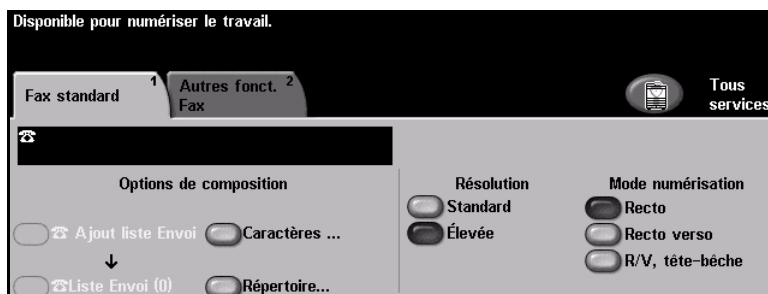 Disponible pour numériser le travail.
Fax standard 1
Autres fonct. 2
Fax
Tous
services
Options de composition
Ajout liste Envoi
Caractères ...
Liste Envoi (0)
Répertoire...
Résolution
Standard
Élevée
Mode numérisation
Recto
Recto verso
R/V, tête-bêche